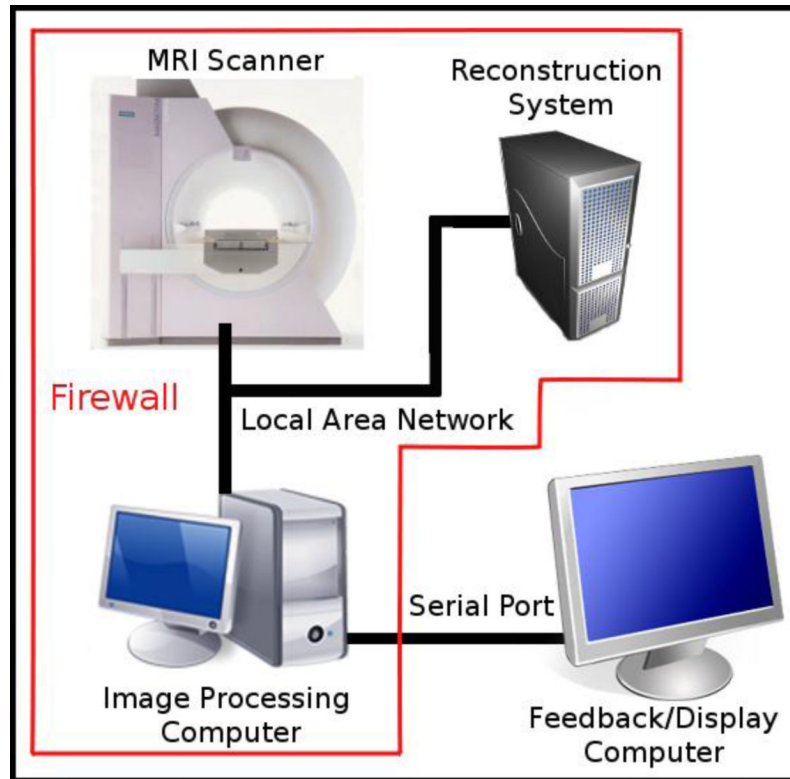 MRI Scanner
Reconstruction
System
Firewall
Local Area Network
Serial Port
Image Processing
Computer
Feedback/Display
Computer